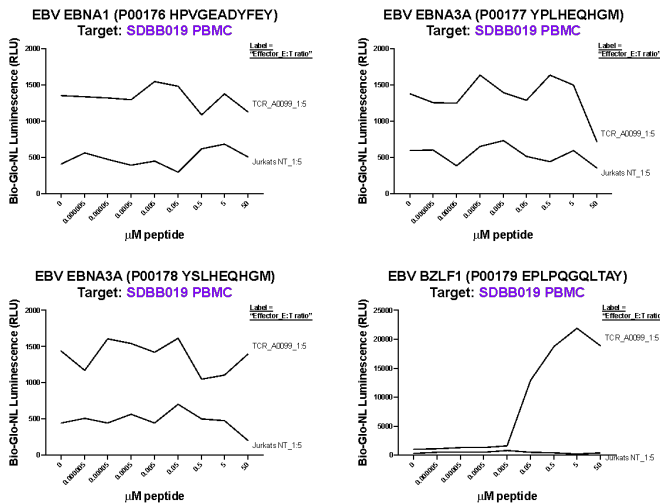 EBV EBNA1 (P00176 HPVGEADYFEY)
Target: SDBB019 PBMC
Label =
"Effector_E:T ratio"
Bio-Glo-NL Luminescence (RLU)
2000
1500
1000
500
0
TCR_A0099_1:5
Jurkats NT_1:5
0
0.000005
0.00005
0.0005
0.005
0.05
0.5
5
50
µM peptide
EBV EBNA3A (P00177 YPLHEQHGM)
Target: SDBB019 PBMC
Label =
"Effector_E:T ratio"
Bio-Glo-NL Luminescence (RLU)
2000
1500
1000
500
0
TCR_A0099_1:5
Jurkats NT_1:5
0
0.000005
0.00005
0.0005
0.005
0.05
0.5
5
50
µM peptide
EBV EBNA3A (P00178 YSLHEQHGM)
Target: SDBB019 PBMC
Label =
"Effector_E:T ratio"
Bio-Glo-NL Luminescence (RLU)
2000
1500
1000
500
0
TCR_A0099_1:5
Jurkats NT_1:5
0
0.000005
0.00005
0.0005
0.005
0.05
0.5
5
50
µM peptide
EBV BZLF1 (P00179 EPLPQGQLTAY)
Target: SDBB019 PBMC
Label =
"Effector_E:T ratio"
Bio-Glo-NL Luminescence (RLU)
25000
20000
15000
10000
5000
0
TCR_A0099_1:5
Jurkats NT_1:5
0
0.000005
0.00005
0.0005
0.005
0.05
0.5
5
50
µM peptide